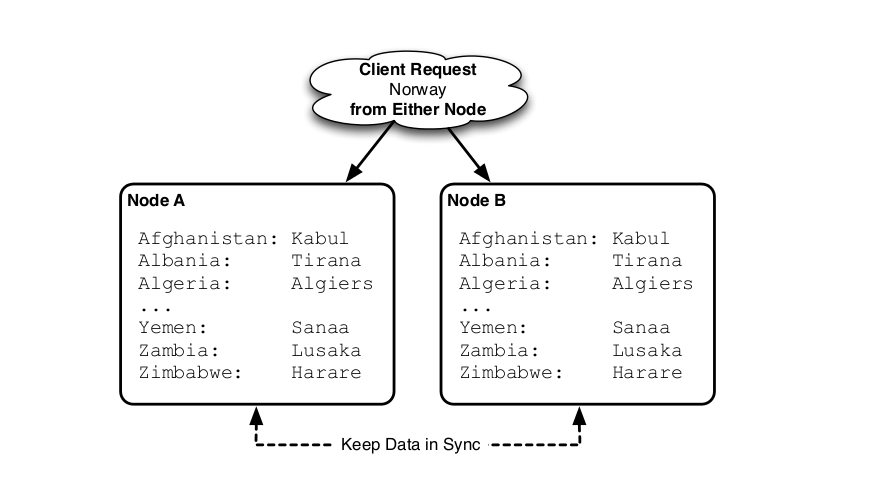 Client Request
Norway
from Either Node
Node A
Afghanistan: Kabul
Albania: Tirana
Algeria: Algiers
...
Yemen: Sanaa
Zambia: Lusaka
Zimbabwe: Harare
Node B
Afghanistan: Kabul
Albania: Tirana
Algeria: Algiers
...
Yemen: Sanaa
Zambia: Lusaka
Zimbabwe: Harare
Keep Data in Sync